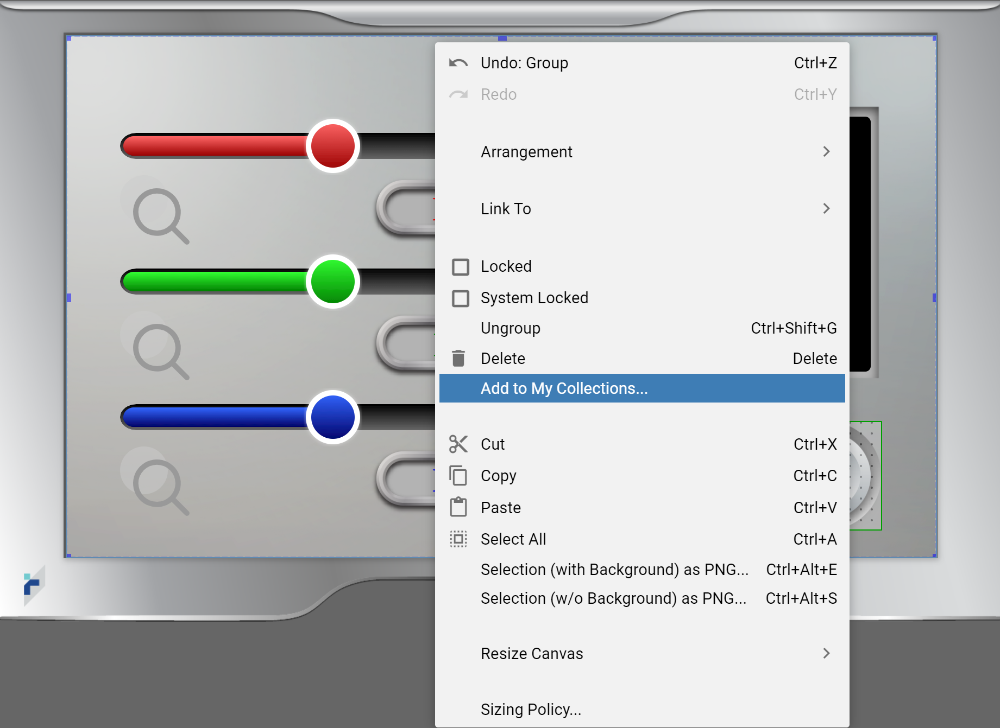 Undo: Group Ctrl+Z
Redo Ctrl+Y
Arrangement
Link To
Locked
System Locked
Ungroup Ctrl+Shift+G
Delete Delete
Add to My Collections...
Cut Ctrl+X
Copy Ctrl+C
Paste Ctrl+V
Select All Ctrl+A
Selection (with Background) as PNG... Ctrl+Alt+E
Selection (w/o Background) as PNG... Ctrl+Alt+S
Resize Canvas
Sizing Policy...